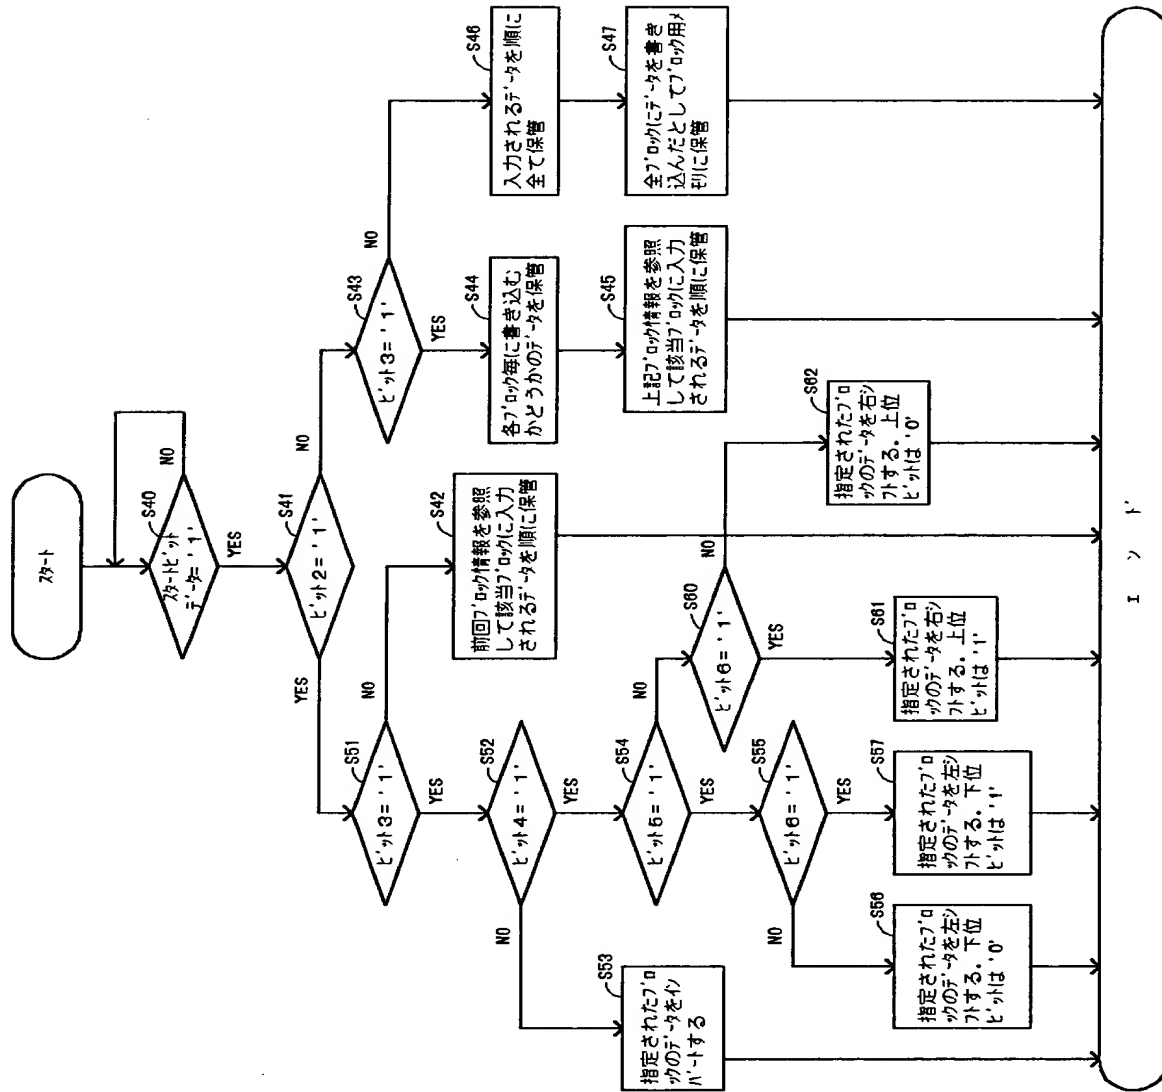 スタート
S40
スタートビット
データ='1'
NO
YES
S41
ビット2='1'
YES
NO
S51
ビット3='1'
NO
YES
S43
ビット3='1'
NO
YES
S46
入力されるデータを順に
全て保管
S47
全ブロックにデータを書き
込んだとしてブロック用メ
モリに保管
S44
各ブロック毎に書き込む
かどうかのデータを保管
S45
上記ブロック情報を参照
して該当ブロックに入力
されるデータを順に保管
S42
前回ブロック情報を参照
して該当ブロックに入力
されるデータを順に保管
S52
ビット4='1'
NO
YES
S53
指定されたブロ
ックのデータをイン
バートする
S54
ビット5='1'
NO
YES
S60
ビット6='1'
NO
YES
S62
指定されたブロ
ックのデータを右シ
フトする. 上位
ビットは'0'
S61
指定されたブロ
ックのデータを右シ
フトする. 上位
ビットは'1'
S55
ビット6='1'
NO
YES
S57
指定されたブロ
ックのデータを左シ
フトする. 下位
ビットは'1'
S56
指定されたブロ
ックのデータを左シ
フトする. 下位
ビットは'0'
エンド